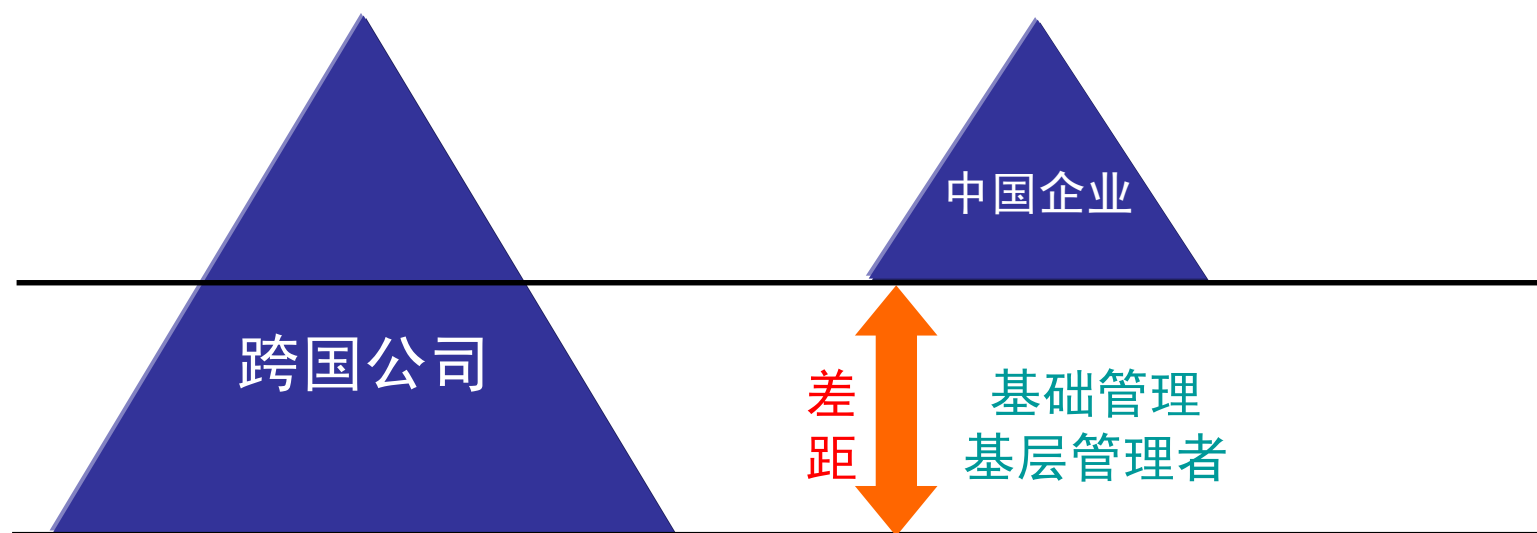 中国企业
跨国公司
差距
基础管理
基层管理者